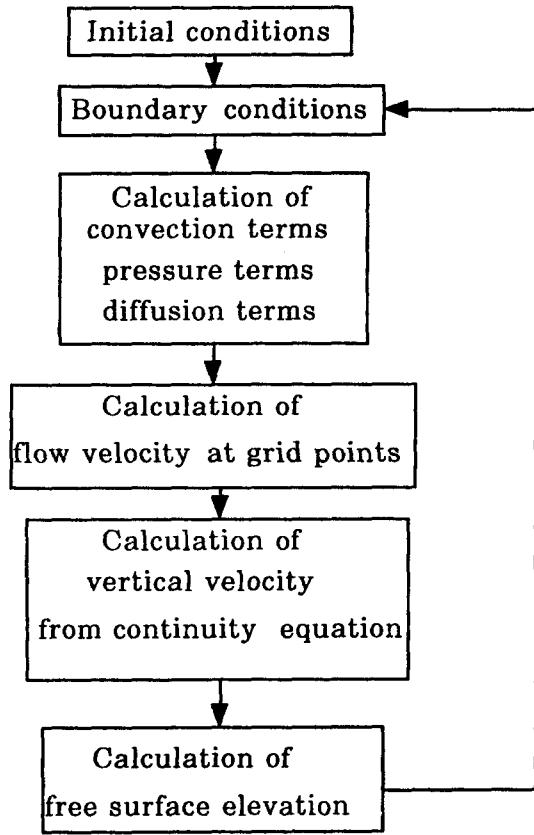 Initial conditions
Boundary conditions
Calculation of
convection terms
pressure terms
diffusion terms
Calculation of
flow velocity at grid points
Calculation of
vertical velocity
from continuity equation
Calculation of
free surface elevation